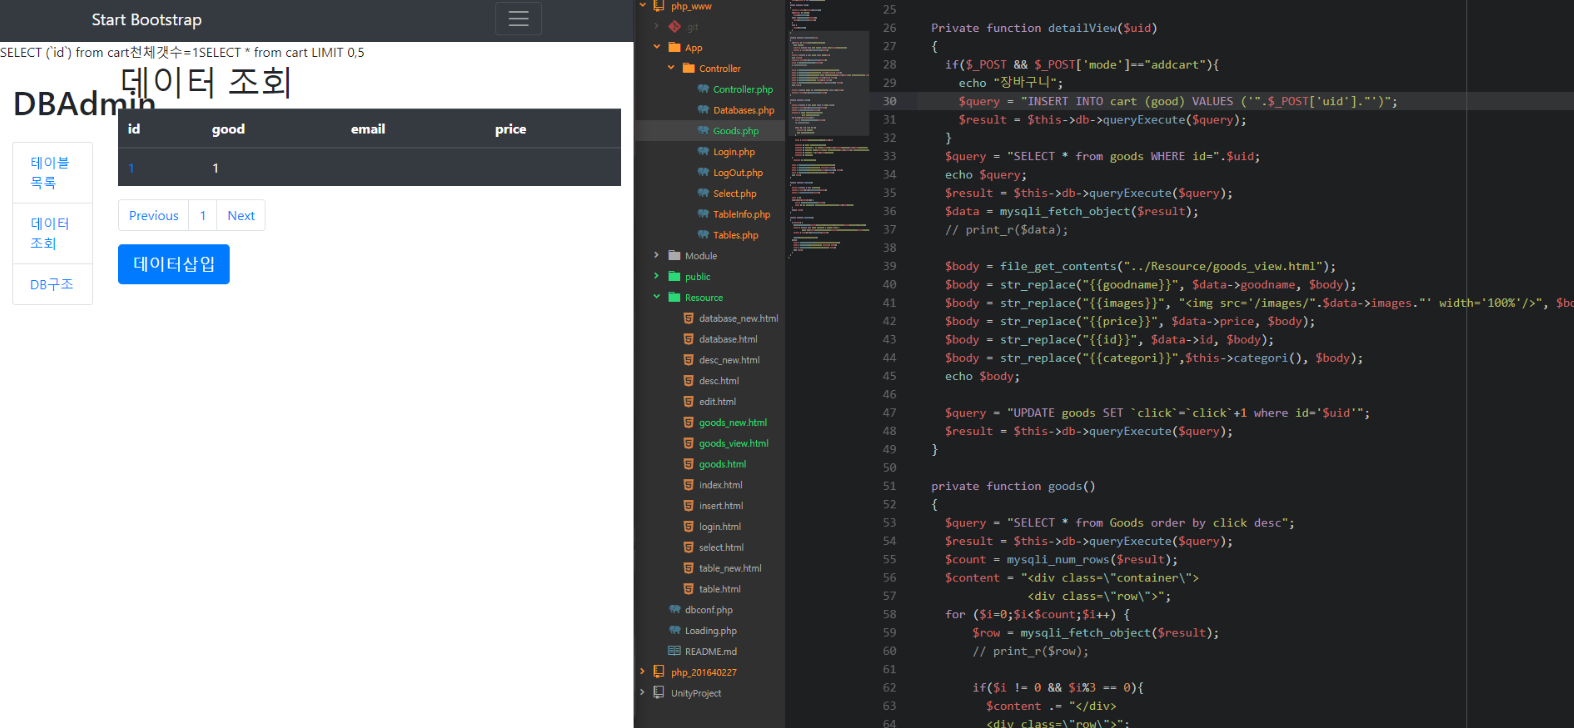 Start Bootstrap
SELECT (`id`) from cart전체갯수=1SELECT * from cart LIMIT 0,5
데이터 조회
DBAdmin
id good email price
1 1
테이블
목록
데이터
조회
DB구조
Previous 1 Next
데이터삽입
php_www
.git
App
Controller
Controller.php
Databases.php
Goods.php
Login.php
LogOut.php
Select.php
TableInfo.php
Tables.php
Module
public
Resource
database_new.html
database.html
desc_new.html
desc.html
edit.html
goods_new.html
goods_view.html
goods.html
index.html
insert.html
login.html
select.html
table_new.html
table.html
dbconf.php
Loading.php
README.md
php_201640227
UnityProject
25
26 Private function detailView($uid)
27 {
28 if($_POST && $_POST['mode']=="addcart"){
29 echo "장바구니";
30 $query = "INSERT INTO cart (good) VALUES ('".$_POST['uid']."')";
31 $result = $this->db->queryExecute($query);
32 }
33 $query = "SELECT * from goods WHERE id=".$uid;
34 echo $query;
35 $result = $this->db->queryExecute($query);
36 $data = mysqli_fetch_object($result);
37 // print_r($data);
38
39 $body = file_get_contents("../Resource/goods_view.html");
40 $body = str_replace("{{goodname}}", $data->goodname, $body);
41 $body = str_replace("{{images}}", "<img src='/images/".$data->images."' width='100%'/>", $bo
42 $body = str_replace("{{price}}", $data->price, $body);
43 $body = str_replace("{{id}}", $data->id, $body);
44 $body = str_replace("{{categori}}",$this->categori(), $body);
45 echo $body;
46
47 $query = "UPDATE goods SET `click`=`click`+1 where id='$uid'";
48 $result = $this->db->queryExecute($query);
49 }
50
51 private function goods()
52 {
53 $query = "SELECT * from Goods order by click desc";
54 $result = $this->db->queryExecute($query);
55 $count = mysqli_num_rows($result);
56 $content = "<div class=\"container\">
57 <div class=\"row\">";
58 for ($i=0;$i<$count;$i++) {
59 $row = mysqli_fetch_object($result);
60 // print_r($row);
61
62 if($i != 0 && $i%3 == 0){
63 $content .= "</div>
64 <div class=\"row\">";